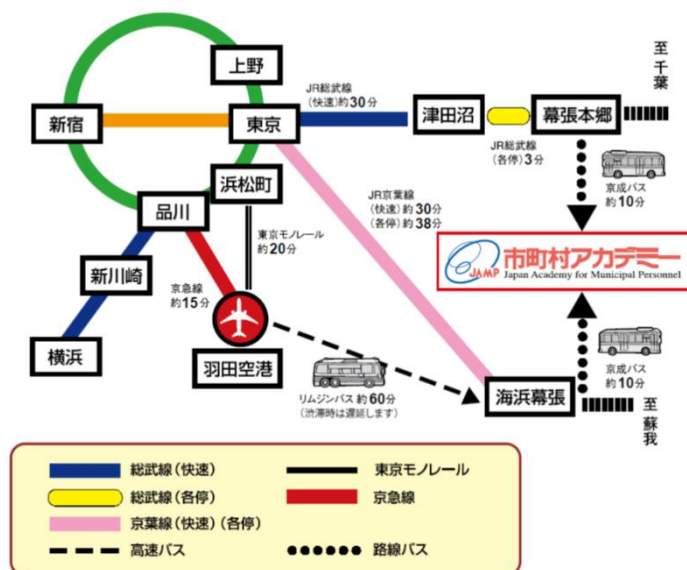 上野
新宿
東京
JR総武線
(快速)約30分
津田沼
幕張本郷
至千葉
JR総武線
(各停)3分
京成バス
約10分
浜松町
品川
JR京葉線
(快速)約30分
(各停)約38分
東京モノレール
約20分
JAMP
市町村アカデミー
Japan Academy for Municipal Personnel
新川崎
京急線
約15分
横浜
羽田空港
リムジンバス 約60分
(渋滞時は遅延します)
海浜幕張
京成バス
約10分
至蘇我
総武線(快速)
東京モノレール
総武線(各停)
京急線
京葉線(快速)(各停)
高速バス
路線バス